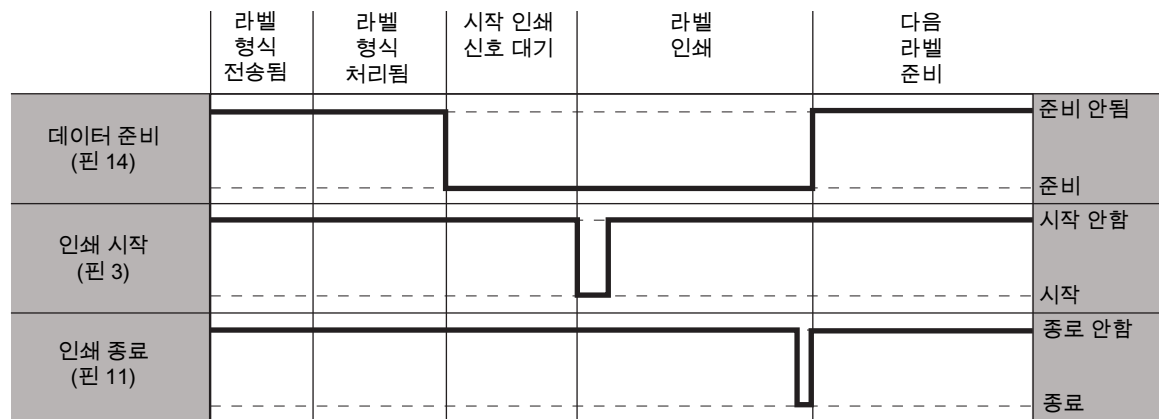 라벨
형식
전송됨
라벨
형식
처리됨
시작 인쇄
신호 대기
라벨
인쇄
다음
라벨
준비
데이터 준비
(핀 14)
준비 안됨
준비
인쇄 시작
(핀 3)
시작 안함
시작
인쇄 종료
(핀 11)
종로 안함
종로